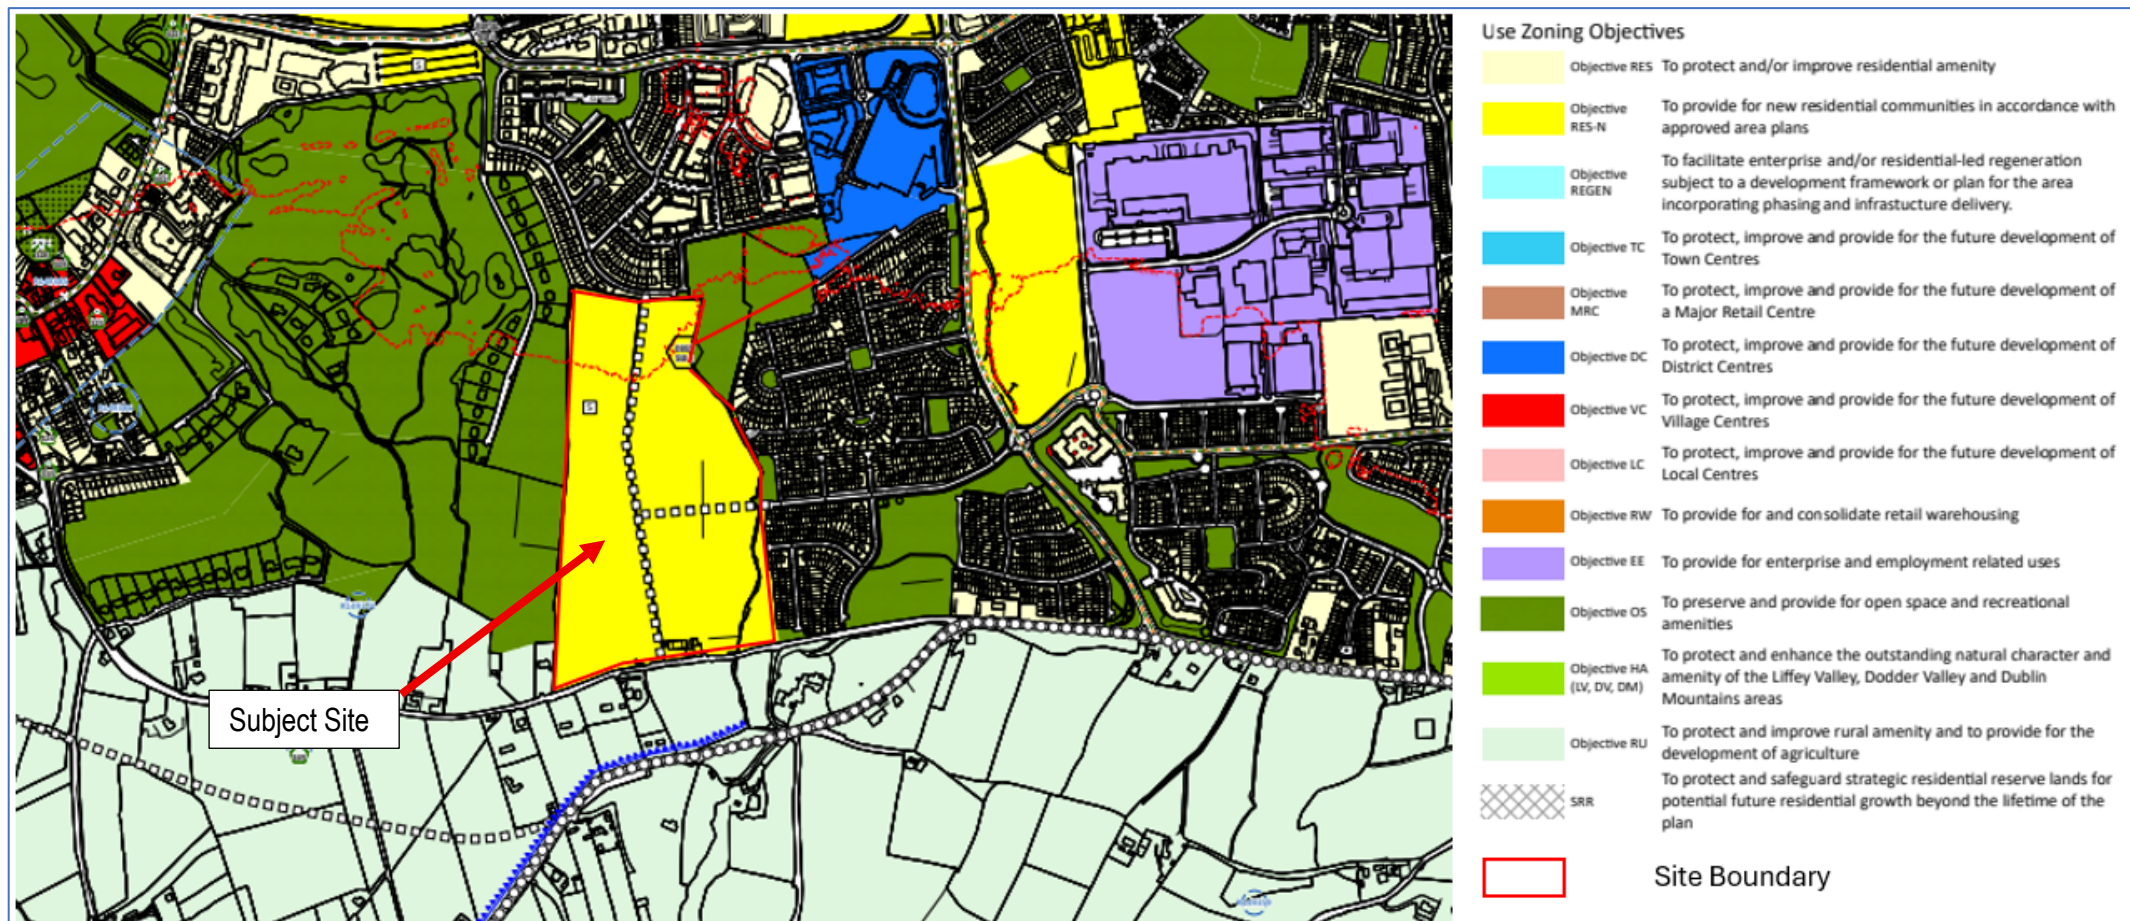 Subject Site
S
S
Use Zoning Objectives
Objective RES To protect and/or improve residential amenity
Objective To provide for new residential communities in accordance with
RES-N approved area plans
To facilitate enterprise and/or residential-led regeneration
Objective subject to a development framework or plan for the area
REGEN incorporating phasing and infrastucture delivery.
Objective TC To protect, improve and provide for the future development of
Town Centres
Objective To protect, improve and provide for the future development of
MRC a Major Retail Centre
Objective DC To protect, improve and provide for the future development of
District Centres
Objective VC To protect, improve and provide for the future development of
Village Centres
Objective LC To protect, improve and provide for the future development of
Local Centres
Objective RW To provide for and consolidate retail warehousing
Objective EE To provide for enterprise and employment related uses
Objective OS To preserve and provide for open space and recreational
amenities
Objective HA To protect and enhance the outstanding natural character and
(LV, DV, DM) amenity of the Liffey Valley, Dodder Valley and Dublin
Mountains areas
Objective RU To protect and improve rural amenity and to provide for the
development of agriculture
SRR To protect and safeguard strategic residential reserve lands for
potential future residential growth beyond the lifetime of the
plan
Site Boundary